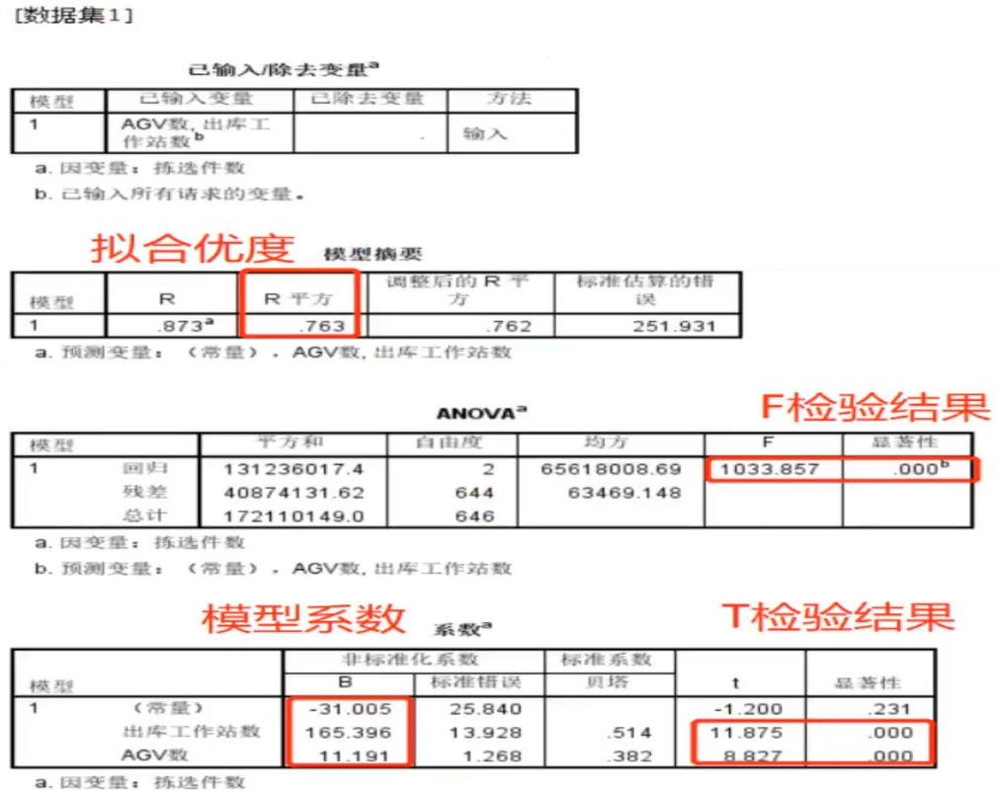 [数据集1]
已输入/除去变量a
模型 已输入变量 已除去变量 方法
1 AGV数, 出库工作站数b . 输入
a. 因变量：拣选件数
b. 已输入所有请求的变量。
拟合优度 模型摘要
模型 R R 平方 调整后的 R 平方 标准估算的错误
1 .873a .763 .762 251.931
a. 预测变量：（常量），AGV数, 出库工作站数
F检验结果
ANOVAa
模型 平方和 自由度 均方 F 显著性
1 回归 131236017.4 2 65618008.69 1033.857 .000b
残差 40874131.62 644 63469.148
总计 172110149.0 646
a. 因变量：拣选件数
b. 预测变量：（常量），AGV数, 出库工作站数
模型系数 系数a T检验结果
非标准化系数 标准系数
模型 B 标准错误 贝塔 t 显著性
1 （常量） -31.005 25.840 -1.200 .231
出库工作站数 165.396 13.928 .514 11.875 .000
AGV数 11.191 1.268 .382 8.827 .000
a. 因变量：拣选件数